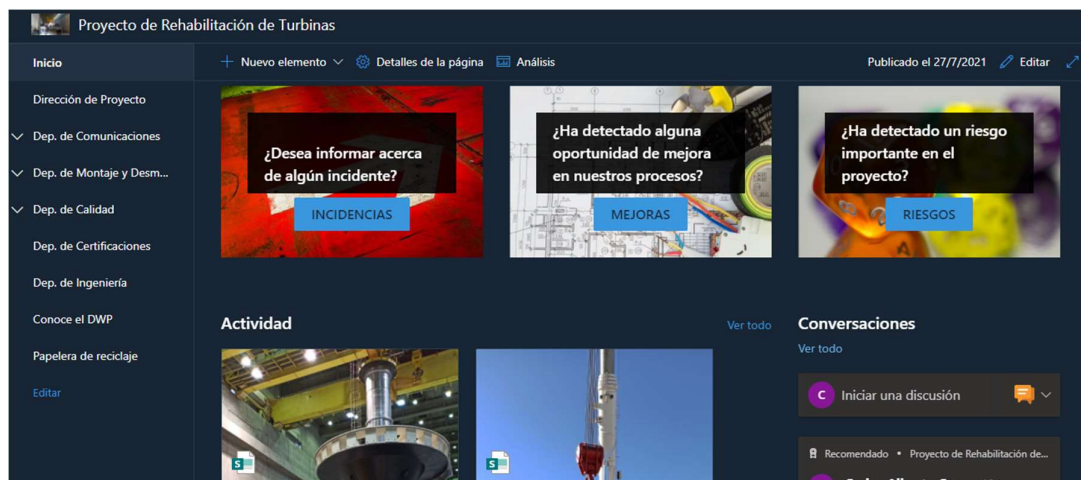 Proyecto de Rehabilitación de Turbinas
Inicio
Nuevo elemento
Detalles de la página
Análisis
Publicado el 27/7/2021
Editar
Dirección de Proyecto
Dep. de Comunicaciones
Dep. de Montaje y Desm...
Dep. de Calidad
Dep. de Certificaciones
Dep. de Ingeniería
Conoce el DWP
Papelera de reciclaje
Editar
¿Desea informar acerca
de algún incidente?
INCIDENCIAS
¿Ha detectado alguna
oportunidad de mejora
en nuestros procesos?
MEJORAS
¿Ha detectado un riesgo
importante en el
proyecto?
RIESGOS
Actividad
Ver todo
S
S
Conversaciones
Ver todo
C
Iniciar una discusión
Recomendado • Proyecto de Rehabilitación de...